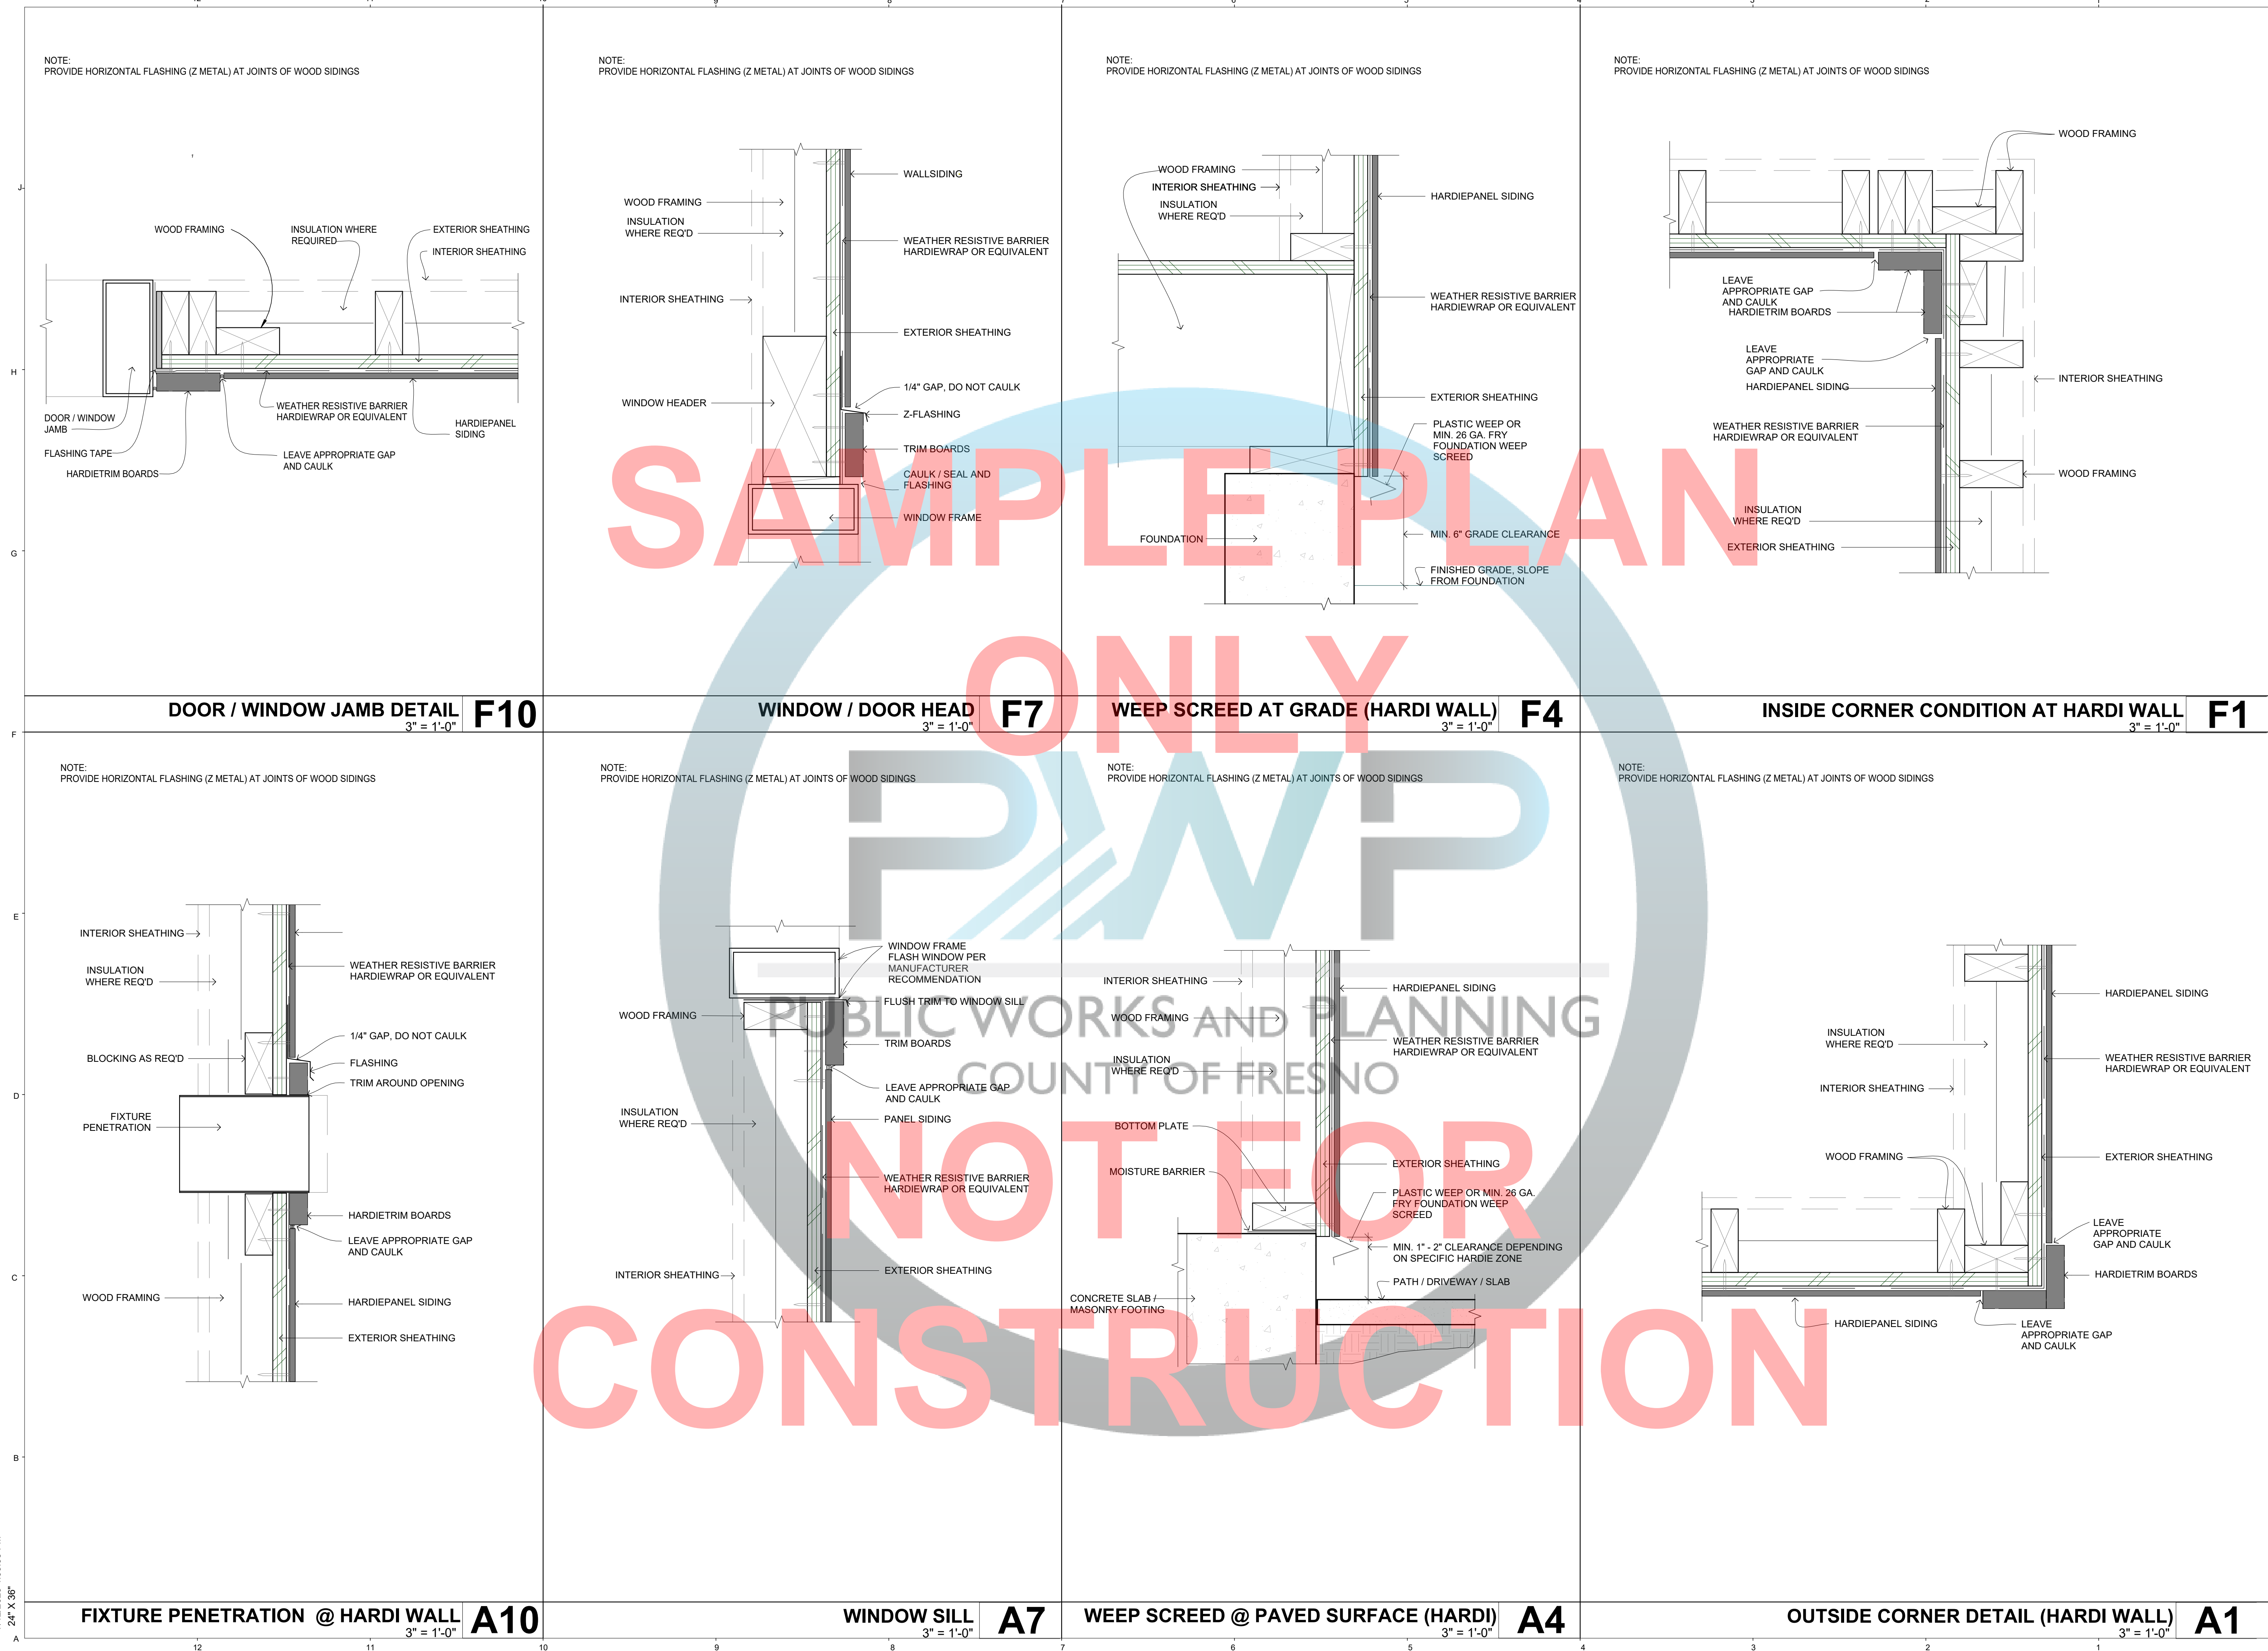 NOTE:
PROVIDE HORIZONTAL FLASHING (Z METAL) AT JOINTS OF WOOD SIDINGS
WOOD FRAMING
INSULATION WHERE
REQUIRED
EXTERIOR SHEATHING
INTERIOR SHEATHING
DOOR / WINDOW
JAMB
FLASHING TAPE
HARDIETRIM BOARDS
WEATHER RESISTIVE BARRIER
HARDIEWRAP OR EQUIVALENT
LEAVE APPROPRIATE GAP
AND CAULK
HARDIEPANEL
SIDING
DOOR / WINDOW JAMB DETAIL
3" = 1'-0"
F10
NOTE:
PROVIDE HORIZONTAL FLASHING (Z METAL) AT JOINTS OF WOOD SIDINGS
WOOD FRAMING
INSULATION
WHERE REQ'D
INTERIOR SHEATHING
WINDOW HEADER
WALLSIDING
WEATHER RESISTIVE BARRIER
HARDIEWRAP OR EQUIVALENT
EXTERIOR SHEATHING
1/4" GAP, DO NOT CAULK
Z-FLASHING
TRIM BOARDS
CAULK / SEAL AND
FLASHING
WINDOW FRAME
WINDOW / DOOR HEAD
3" = 1'-0"
F7
NOTE:
PROVIDE HORIZONTAL FLASHING (Z METAL) AT JOINTS OF WOOD SIDINGS
WOOD FRAMING
INTERIOR SHEATHING
INSULATION
WHERE REQ'D
FOUNDATION
HARDIEPANEL SIDING
WEATHER RESISTIVE BARRIER
HARDIEWRAP OR EQUIVALENT
EXTERIOR SHEATHING
PLASTIC WEEP OR
MIN. 26 GA. FRY
FOUNDATION WEEP
SCREED
MIN. 6" GRADE CLEARANCE
FINISHED GRADE, SLOPE
FROM FOUNDATION
WEEP SCREED AT GRADE (HARDI WALL)
3" = 1'-0"
F4
NOTE:
PROVIDE HORIZONTAL FLASHING (Z METAL) AT JOINTS OF WOOD SIDINGS
WOOD FRAMING
LEAVE
APPROPRIATE GAP
AND CAULK
HARDIETRIM BOARDS
LEAVE
APPROPRIATE
GAP AND CAULK
HARDIEPANEL SIDING
WEATHER RESISTIVE BARRIER
HARDIEWRAP OR EQUIVALENT
INSULATION
WHERE REQ'D
EXTERIOR SHEATHING
INTERIOR SHEATHING
WOOD FRAMING
INSIDE CORNER CONDITION AT HARDI WALL
3" = 1'-0"
F1
NOTE:
PROVIDE HORIZONTAL FLASHING (Z METAL) AT JOINTS OF WOOD SIDINGS
INTERIOR SHEATHING
INSULATION
WHERE REQ'D
BLOCKING AS REQ'D
FIXTURE
PENETRATION
WOOD FRAMING
WEATHER RESISTIVE BARRIER
HARDIEWRAP OR EQUIVALENT
1/4" GAP, DO NOT CAULK
FLASHING
TRIM AROUND OPENING
HARDIETRIM BOARDS
LEAVE APPROPRIATE GAP
AND CAULK
HARDIEPANEL SIDING
EXTERIOR SHEATHING
FIXTURE PENETRATION @ HARDI WALL
3" = 1'-0"
A10
NOTE:
PROVIDE HORIZONTAL FLASHING (Z METAL) AT JOINTS OF WOOD SIDINGS
WOOD FRAMING
INSULATION
WHERE REQ'D
INTERIOR SHEATHING
WINDOW FRAME
FLASH WINDOW PER
MANUFACTURER
RECOMMENDATION
FLUSH TRIM TO WINDOW SILL
TRIM BOARDS
LEAVE APPROPRIATE GAP
AND CAULK
PANEL SIDING
WEATHER RESISTIVE BARRIER
HARDIEWRAP OR EQUIVALENT
EXTERIOR SHEATHING
WINDOW SILL
3" = 1'-0"
A7
NOTE:
PROVIDE HORIZONTAL FLASHING (Z METAL) AT JOINTS OF WOOD SIDINGS
INTERIOR SHEATHING
WOOD FRAMING
INSULATION
WHERE REQ'D
BOTTOM PLATE
MOISTURE BARRIER
CONCRETE SLAB /
MASONRY FOOTING
HARDIEPANEL SIDING
WEATHER RESISTIVE BARRIER
HARDIEWRAP OR EQUIVALENT
EXTERIOR SHEATHING
PLASTIC WEEP OR MIN. 26 GA.
FRY FOUNDATION WEEP
SCREED
MIN. 1" - 2" CLEARANCE DEPENDING
ON SPECIFIC HARDIE ZONE
PATH / DRIVEWAY / SLAB
WEEP SCREED @ PAVED SURFACE (HARDI)
3" = 1'-0"
A4
NOTE:
PROVIDE HORIZONTAL FLASHING (Z METAL) AT JOINTS OF WOOD SIDINGS
INSULATION
WHERE REQ'D
INTERIOR SHEATHING
WOOD FRAMING
HARDIEPANEL SIDING
WEATHER RESISTIVE BARRIER
HARDIEWRAP OR EQUIVALENT
EXTERIOR SHEATHING
LEAVE
APPROPRIATE
GAP AND CAULK
HARDIETRIM BOARDS
HARDIEPANEL SIDING
LEAVE
APPROPRIATE GAP
AND CAULK
OUTSIDE CORNER DETAIL (HARDI WALL)
3" = 1'-0"
A1
SAMPLE PLAN
ONLY
PWP
PUBLIC WORKS AND PLANNING
COUNTY OF FRESNO
NOT FOR
CONSTRUCTION
J
H
G
F
E
D
C
B
A
24" X 36"
12 11 10 9 8 7 6 5 4 3 2 1